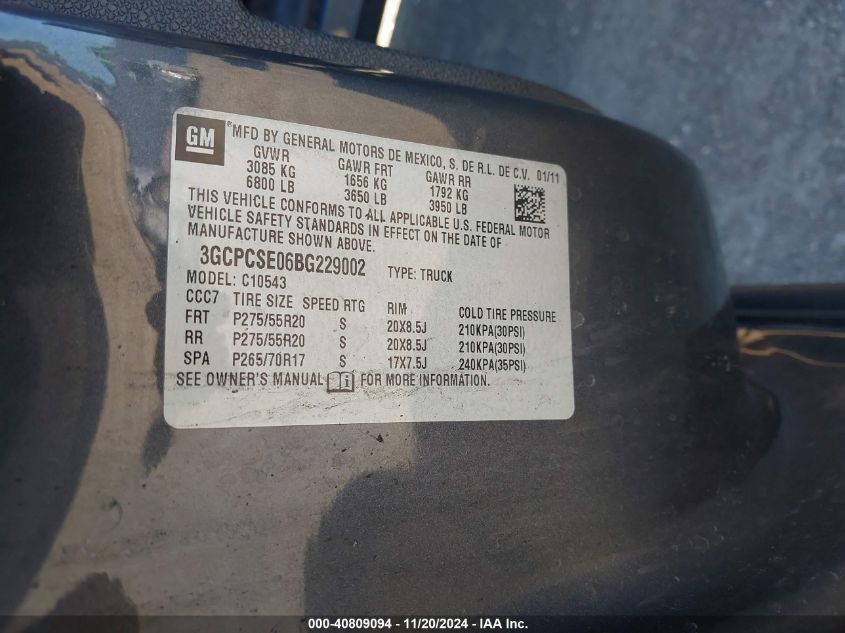 GM ®MFD BY GENERAL MOTORS DE MEXICO, S. DE R.L. DE C.V. 01/11
GVWR GAWR FRT GAWR RR
3085 KG 1656 KG 1792 KG
6800 LB 3650 LB 3950 LB
THIS VEHICLE CONFORMS TO ALL APPLICABLE U.S. FEDERAL MOTOR
VEHICLE SAFETY STANDARDS IN EFFECT ON THE DATE OF
MANUFACTURE SHOWN ABOVE.
3GCPCSE06BG229002 TYPE: TRUCK
MODEL: C10543
CCC7 TIRE SIZE SPEED RTG RIM COLD TIRE PRESSURE
FRT P275/55R20 S 20X8.5J 210KPA(30PSI)
RR P275/55R20 S 20X8.5J 210KPA(30PSI)
SPA P265/70R17 S 17X7.5J 240KPA(35PSI)
SEE OWNER'S MANUAL FOR MORE INFORMATION.
000-40809094 - 11/20/2024 - IAA Inc.